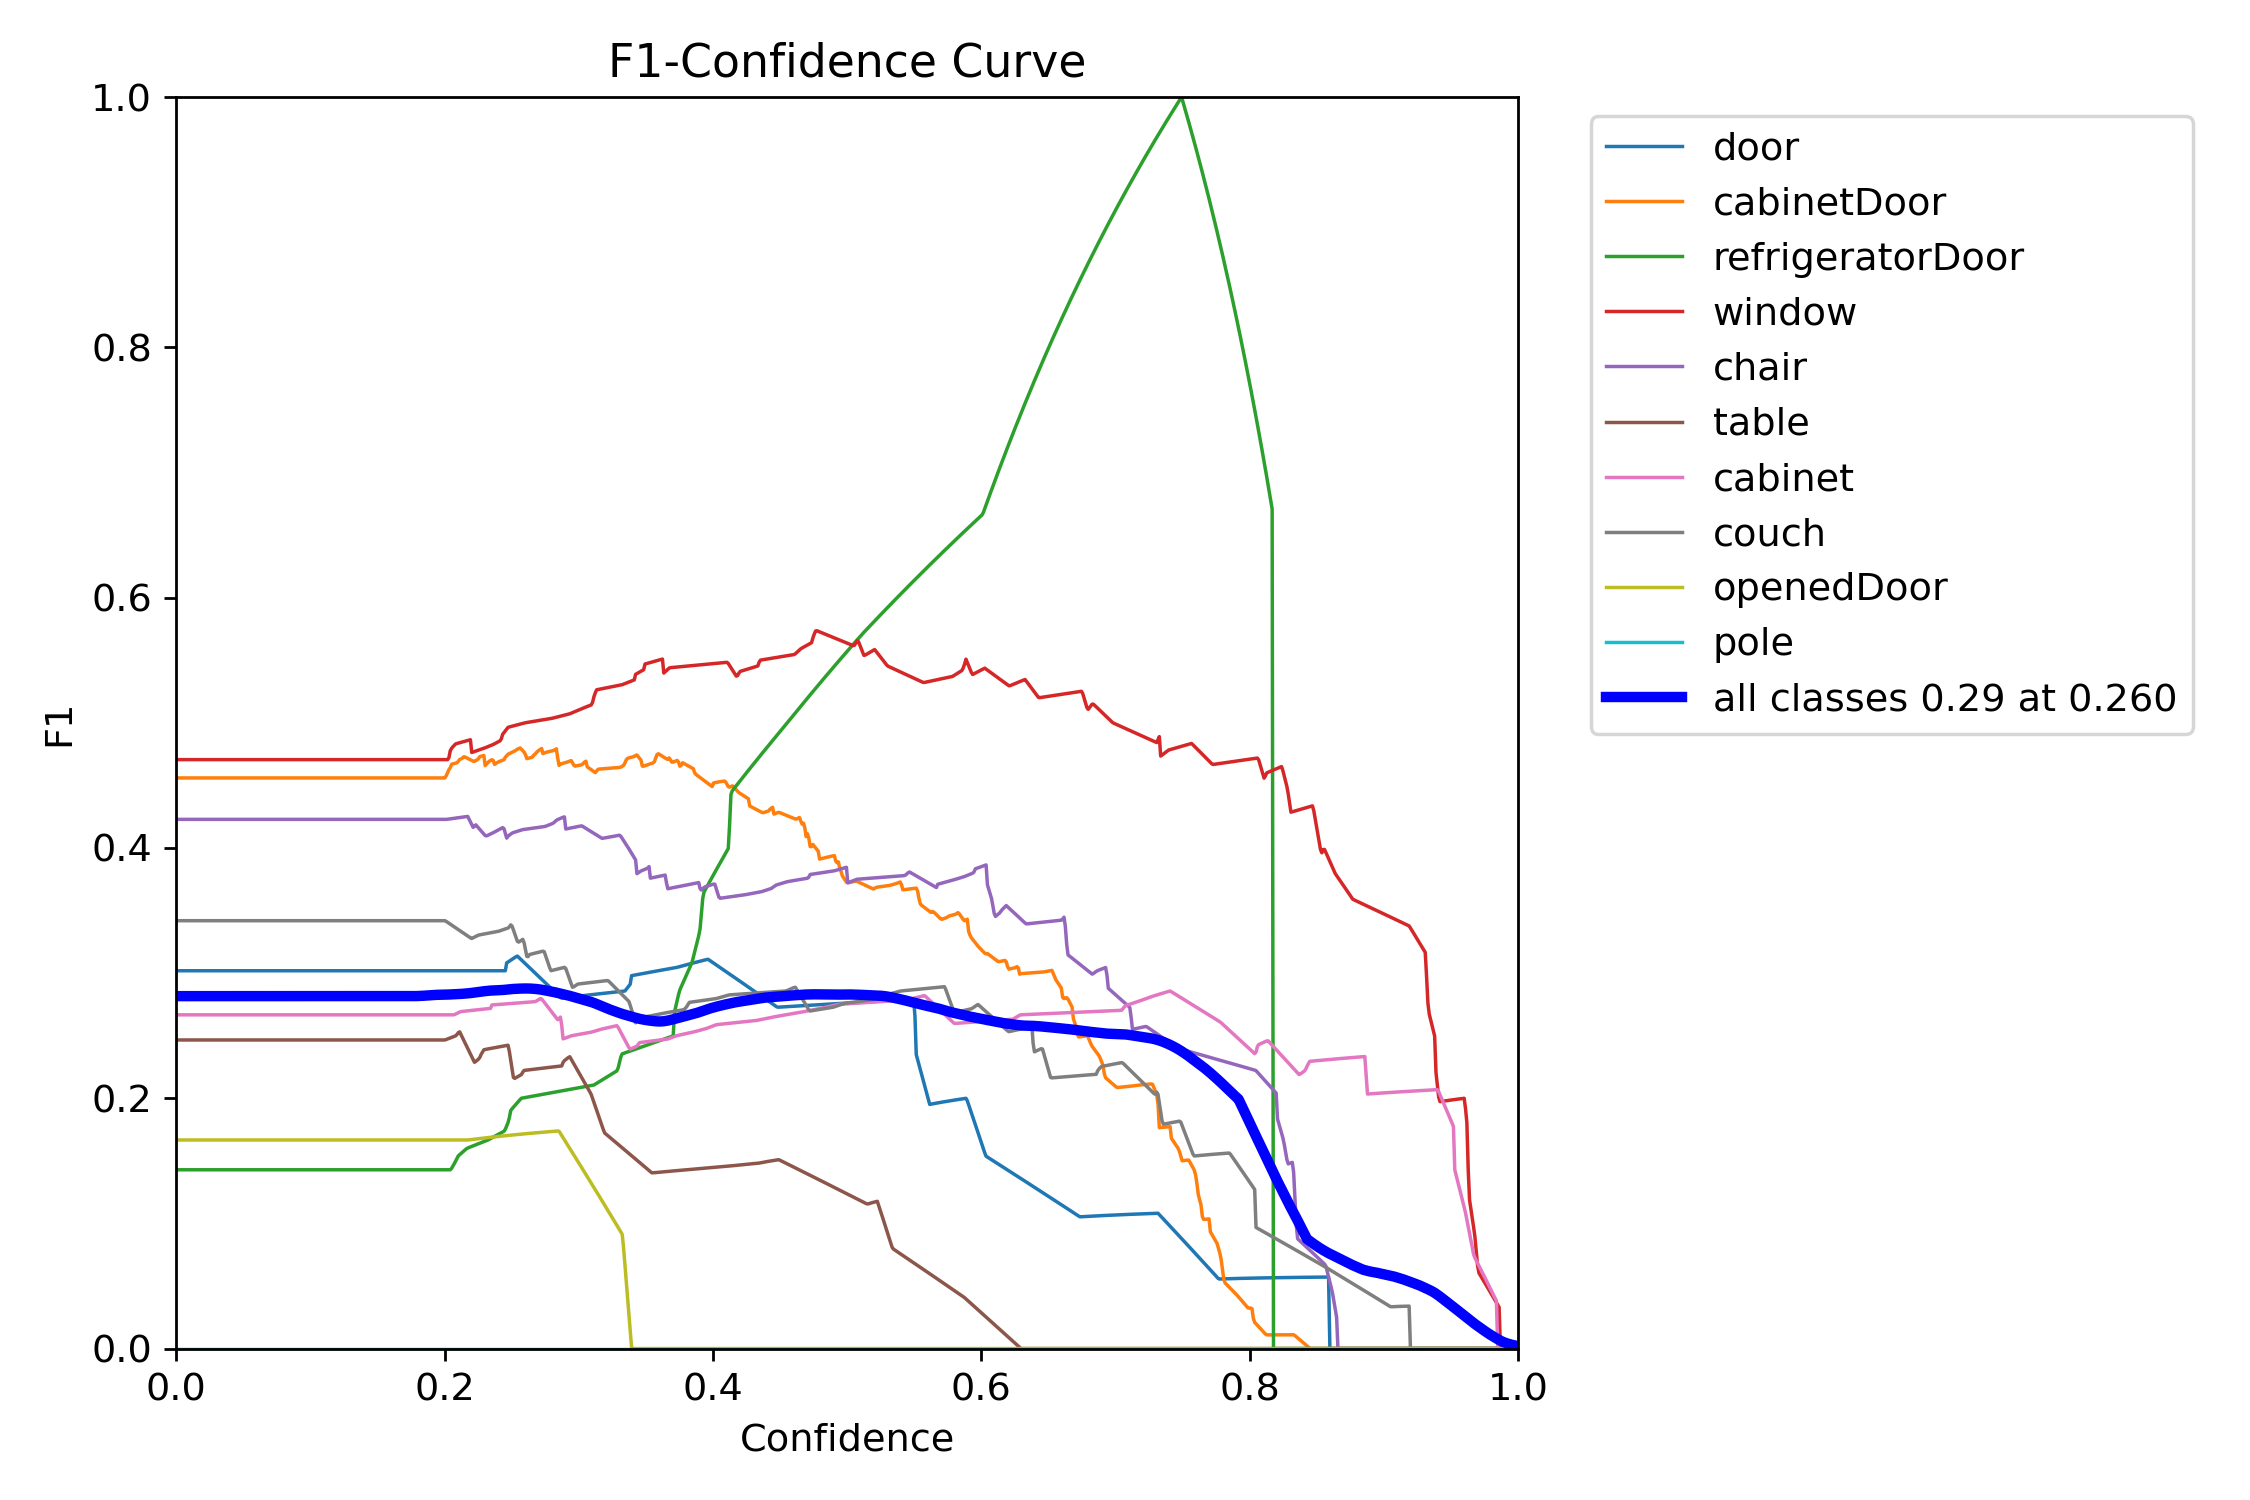 F1-Confidence Curve
1.0
0.8
0.6
0.4
0.2
0.0
F1
0.0 0.2 0.4 0.6 0.8 1.0
Confidence
door
cabinetDoor
refrigeratorDoor
window
chair
table
cabinet
couch
openedDoor
pole
all classes 0.29 at 0.260